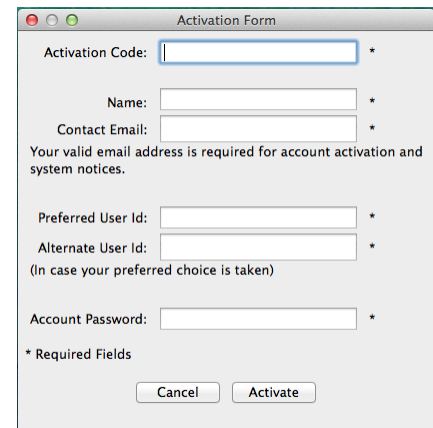 Activation Form
Activation Code: *
Name: *
Contact Email: *
Your valid email address is required for account activation and
system notices.
Preferred User Id: *
Alternate User Id: *
(In case your preferred choice is taken)
Account Password: *
* Required Fields
Cancel Activate